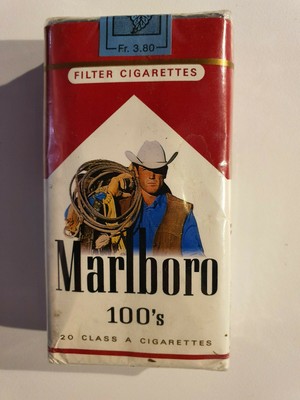 Fr. 3.80
FILTER CIGARETTES
Marlboro
100's
20 CLASS A CIGARETTES